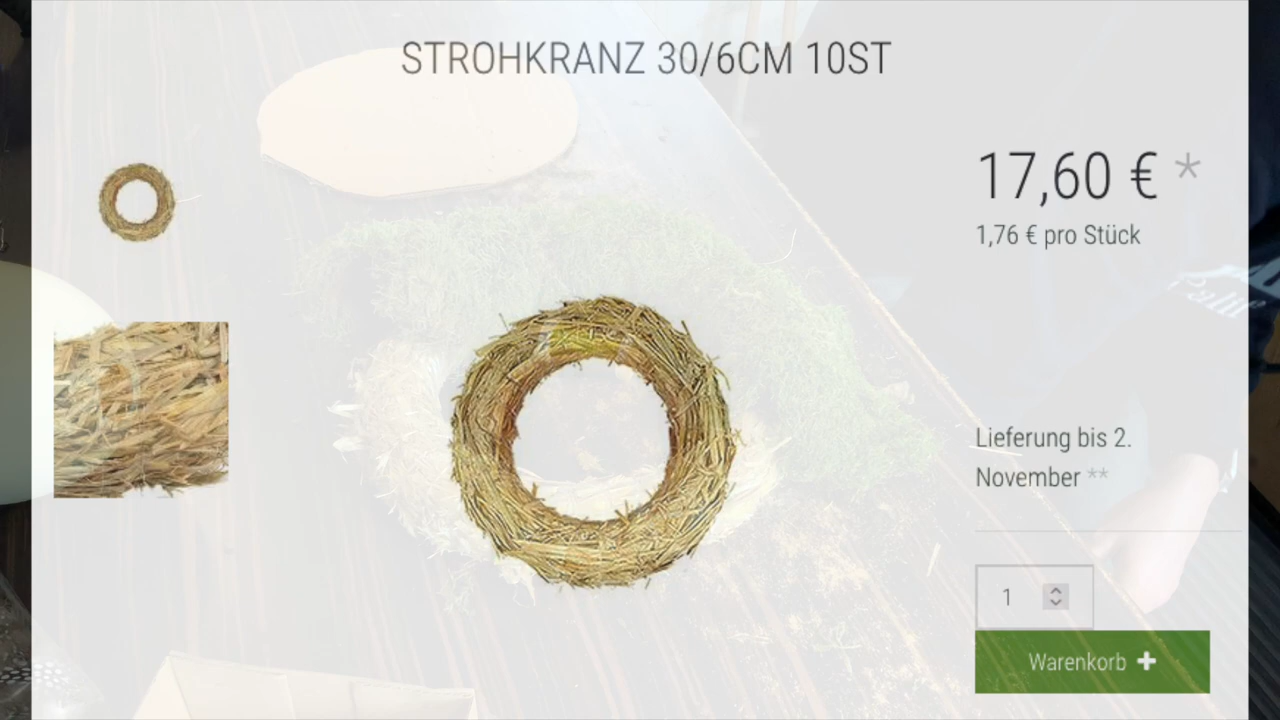 STROHKRANZ 30/6CM 10ST
17,60 € *
1,76 € pro Stück
Lieferung bis 2.
November **
1
Warenkorb +